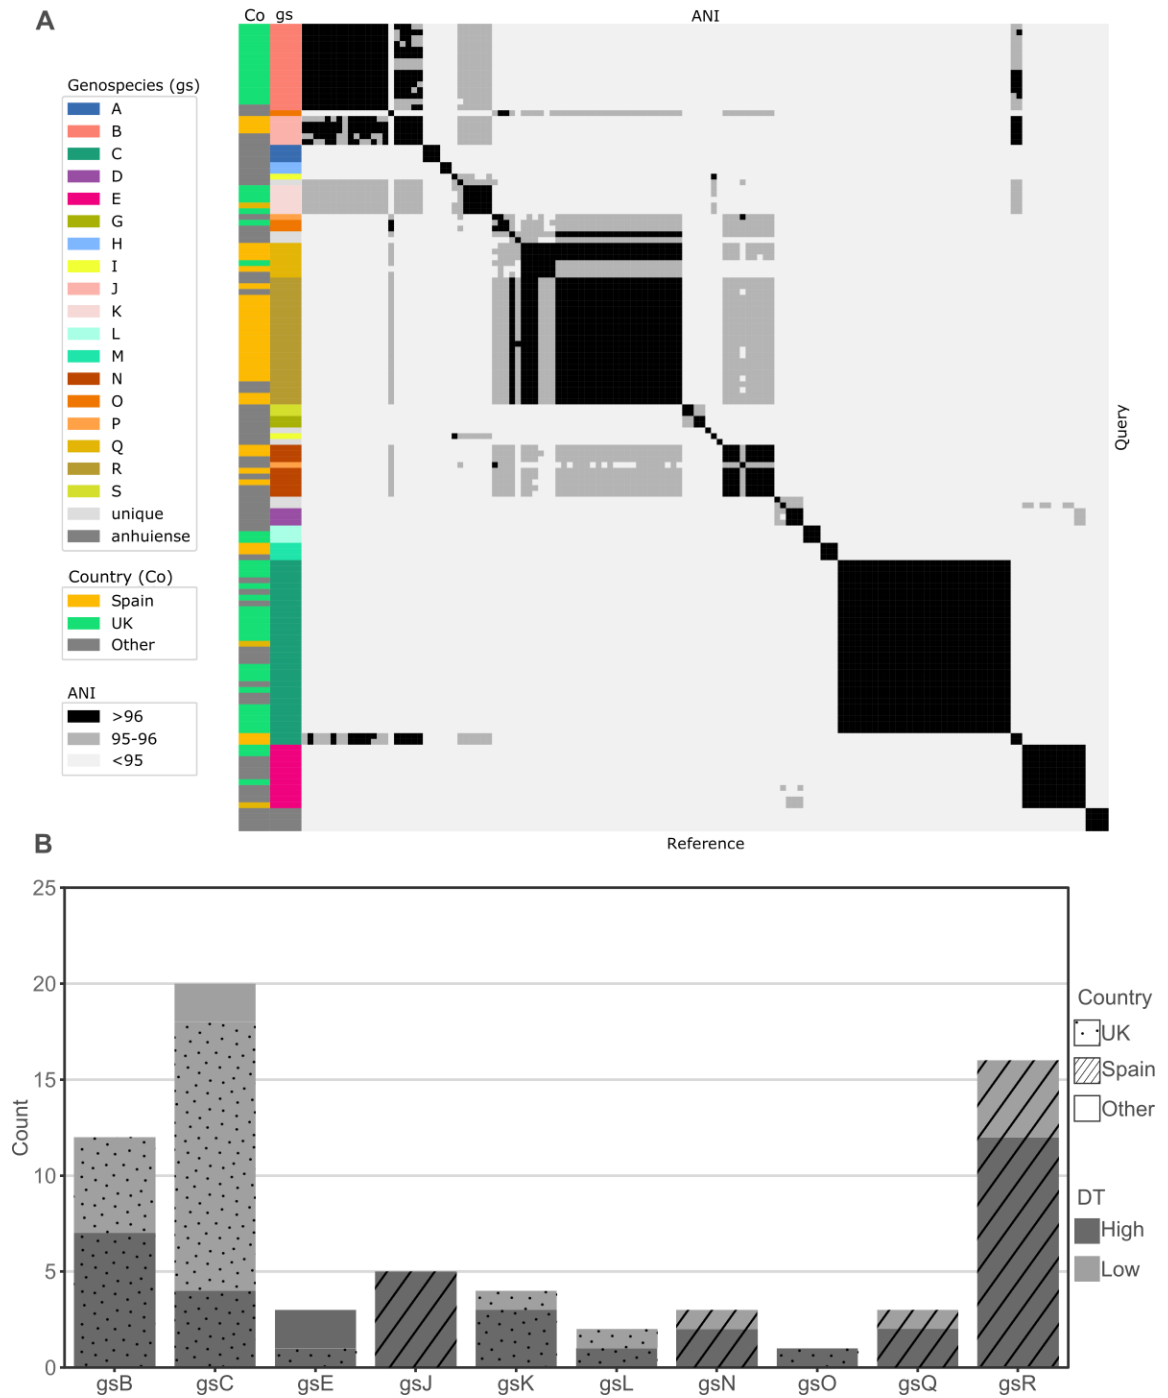 A
Co gs
ANI
Genospecies (gs)
A
B
C
D
E
G
H
I
J
K
L
M
N
O
P
Q
R
S
unique
anhuiense
Country (Co)
Spain
UK
Other
ANI
>96
95-96
<95
Query
Reference
B
25
20
15
10
5
0
Count
gsB gsC gsE gsJ gsK gsL gsN gsO gsQ gsR
Country
UK
Spain
Other
DT
High
Low